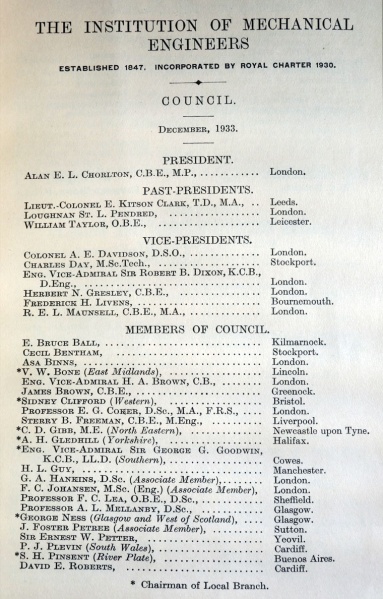 THE INSTITUTION OF MECHANICAL
ENGINEERS
ESTABLISHED 1847. INCORPORATED BY ROYAL CHARTER 1930.
COUNCIL.
DECEMBER, 1933.
PRESIDENT.
ALAN E. L. CHORLTON, C.B.E., M.P., ............ London.
PAST-PRESIDENTS.
LIEUT.-COLONEL E. KITSON CLARK, T.D., M.A., .. Leeds.
LOUGHNAN ST. L. PENDRED, .................. London.
WILLIAM TAYLOR, O.B.E., .................... Leicester.
VICE-PRESIDENTS.
COLONEL A. E. DAVIDSON, D.S.O., ............ London.
CHARLES DAY, M.Sc.Tech., .................... Stockport.
ENG. VICE-ADMIRAL SIR ROBERT B. DIXON, K.C.B.,
D.Eng., .................................. London.
HERBERT N. GRESLEY, C.B.E., ................ London.
FREDERICK H. LIVENS, ...................... Bournemouth.
R. E. L. MAUNSELL, C.B.E., M.A., ............ London.
MEMBERS OF COUNCIL.
E. BRUCE BALL, ............................ Kilmarnock.
CECIL BENTHAM, ............................ Stockport.
ASA BINNS, ................................ London.
*V. W. BONE (East Midlands), ................ Lincoln.
ENG. VICE-ADMIRAL H. A. BROWN, C.B., ........ London.
JAMES BROWN, C.B.E., ...................... Greenock.
*SIDNEY CLIFFORD (Western), .................. Bristol.
PROFESSOR E. G. COKER, D.Sc., M.A., F.R.S., .... London.
STERRY B. FREEMAN, C.B.E., M.Eng., .......... Liverpool.
*C. D. GIBB, M.E. (North Eastern), ............ Newcastle upon Tyne.
*A. H. GLEDHILL (Yorkshire), ................ Halifax.
*ENG. VICE-ADMIRAL SIR GEORGE G. GOODWIN,
K.C.B., LL.D. (Southern), ................ Cowes.
H. L. GUY, ................................ Manchester.
G. A. HANKINS, D.Sc. (Associate Member), ...... London.
F. C. JOHANSEN, M.Sc. (Eng.) (Associate Member), London.
PROFESSOR F. C. LEA, O.B.E., D.Sc., .......... Sheffield.
PROFESSOR A. L. MELLANBY, D.Sc., ............ Glasgow.
*GEORGE NESS (Glasgow and West of Scotland), .... Glasgow.
J. FOSTER PETREE (Associate Member), .......... Sutton.
SIR ERNEST W. PETTER, .................... Yeovil.
P. J. PLEVIN (South Wales), .................. Cardiff.
*S. H. PINSENT (River Plate), ................ Buenos Aires.
DAVID E. ROBERTS, ........................ Cardiff.
* Chairman of Local Branch.